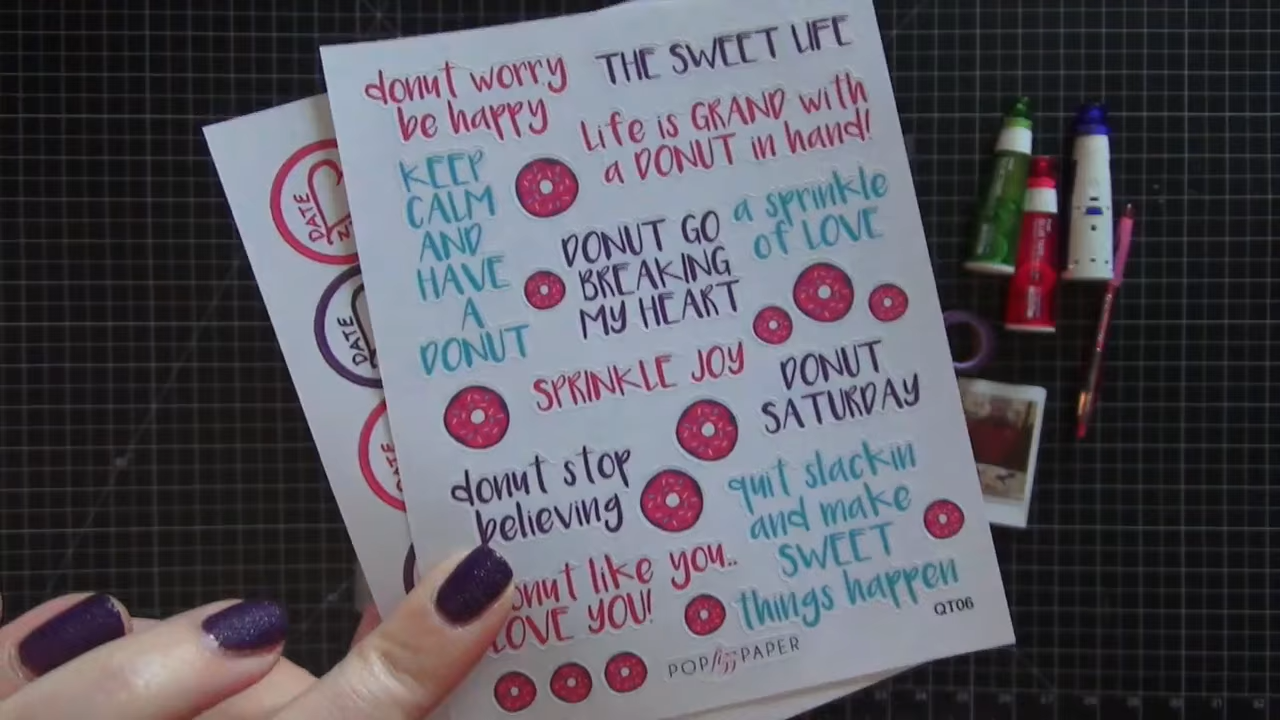 donut worry
be happy
THE SWEET LIFE
Life is GRAND with
a DONUT in hand!
KEEP
CALM
AND
HAVE
A
DONUT
DONUT GO
BREAKING
MY HEART
a sprinkle
of LOVE
SPRINKLE JOY
DONUT
SATURDAY
donut stop
believing
quit slackin
and make
SWEET
things happen
onut like you..
LOVE YOU!
QT06
POP PAPER
DATE
DATE
DATE